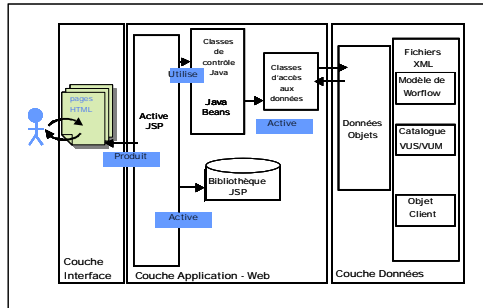 pages
HTML
Produit
Couche
Interface
Active
JSP
Utilise
Classes
de contrôle
Java
Java
Beans
Classes
d'accès
aux
données
Active
Bibliothèque
JSP
Active
Couche Application - Web
Données
Objets
Fichiers
XML
Modèle de
Worflow
Catalogue
VUS/VUM
Objet
Client
Couche Données